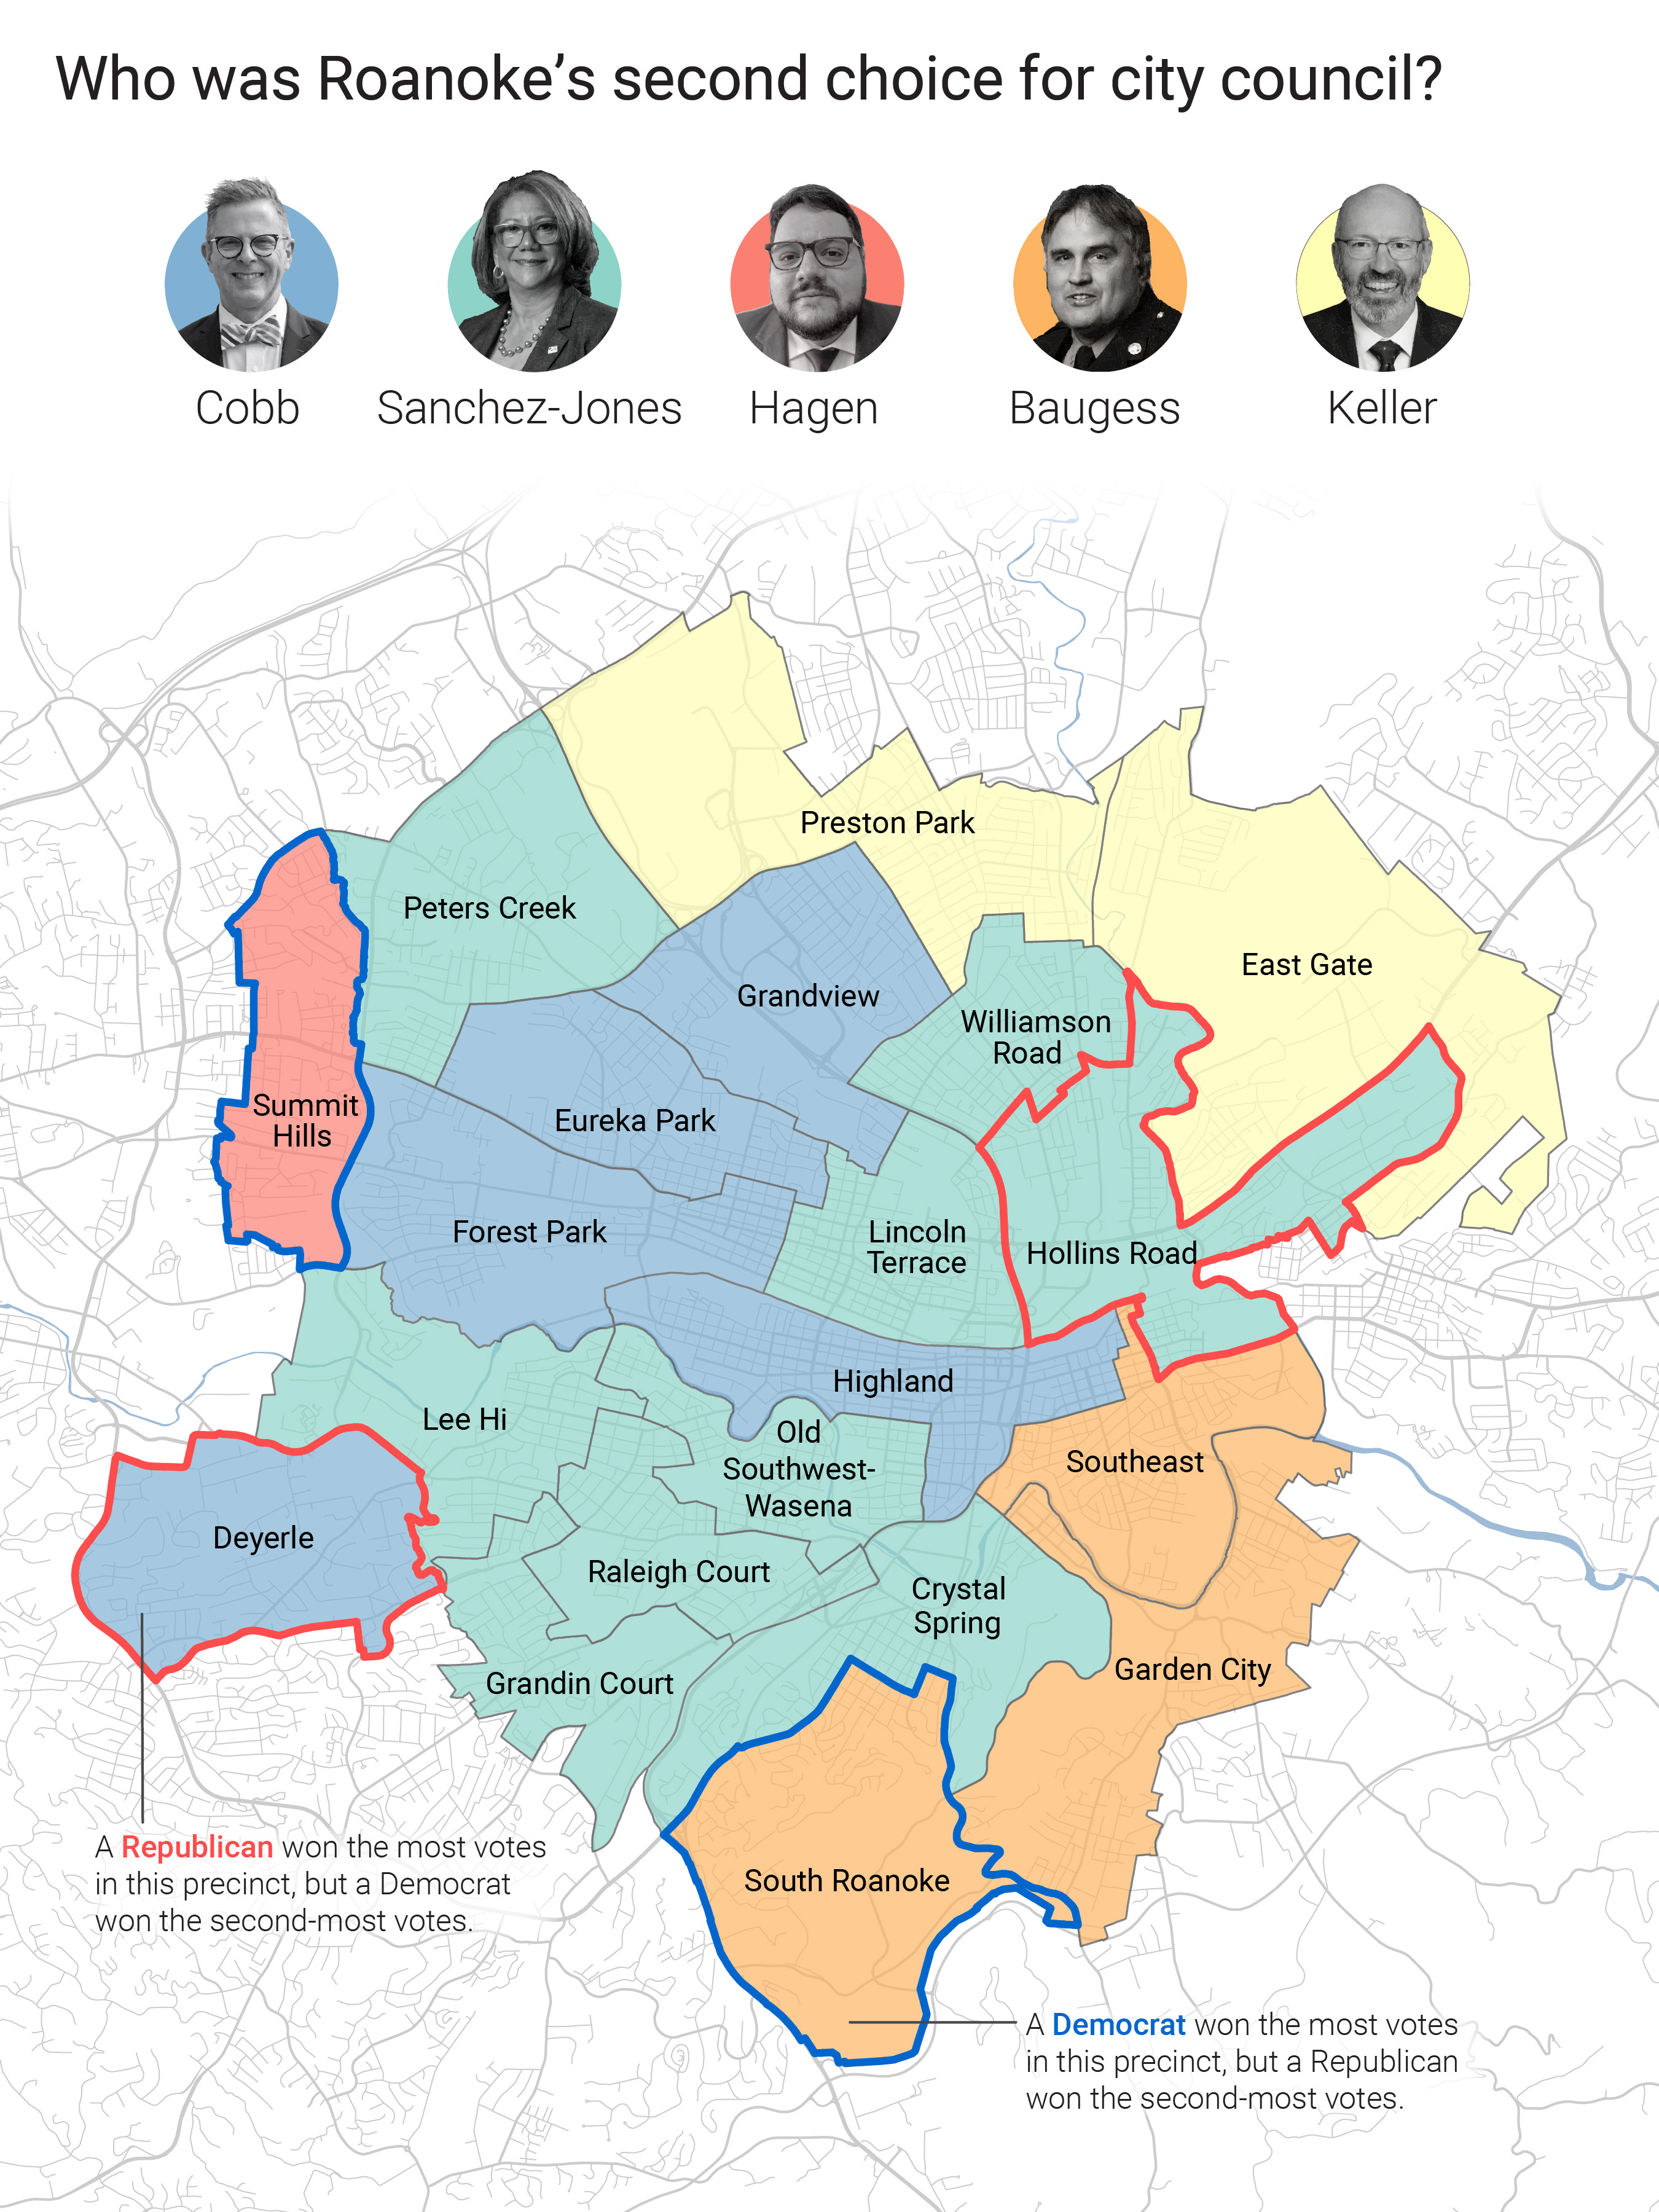 Who was Roanoke’s second choice for city council?
Cobb
Sanchez-Jones
Hagen
Baugess
Keller
Preston Park
Peters Creek
East Gate
Grandview
Williamson
Road
Summit
Hills
Eureka Park
Forest Park
Lincoln
Terrace
Hollins Road
Highland
Lee Hi
Old
Southwest-
Wasena
Southeast
Deyerle
Raleigh Court
Crystal
Spring
Garden City
Grandin Court
A Republican won the most votes
in this precinct, but a Democrat
won the second-most votes.
South Roanoke
A Democrat won the most votes
in this precinct, but a Republican
won the second-most votes.